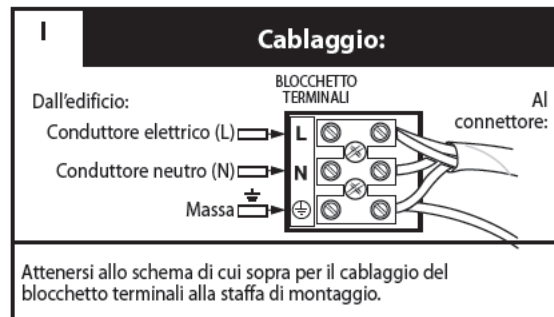 I
Cablaggio:
BLOCCHETTO
TERMINALI
Dall'edificio:
Al
connettore:
Conduttore elettrico (L)
L
Conduttore neutro (N)
N
Massa
Attenersi allo schema di cui sopra per il cablaggio del
blocchetto terminali alla staffa di montaggio.